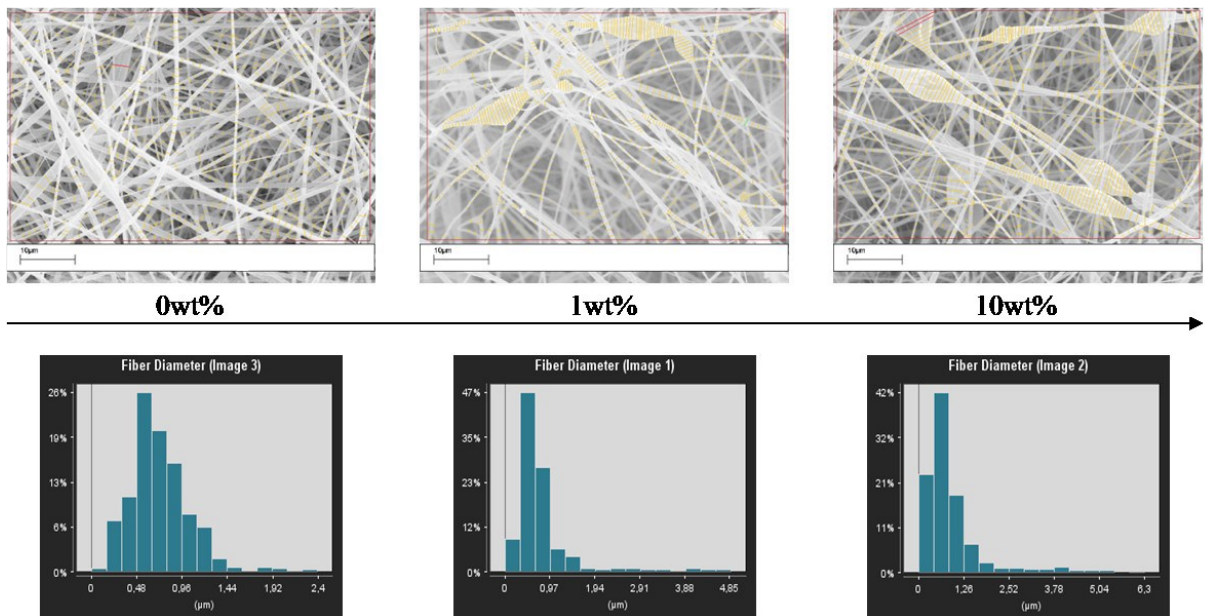 10µm
10µm
10µm
0wt%
1wt%
10wt%
Fiber Diameter (Image 3)
26%
19%
13%
6%
0%
0
0,48
0,96
1,44
1,92
2,4
(µm)
Fiber Diameter (Image 1)
47%
35%
23%
12%
0%
0
0,97
1,94
2,91
3,88
4,85
(µm)
Fiber Diameter (Image 2)
42%
32%
21%
11%
0%
0
1,26
2,52
3,78
5,04
6,3
(µm)